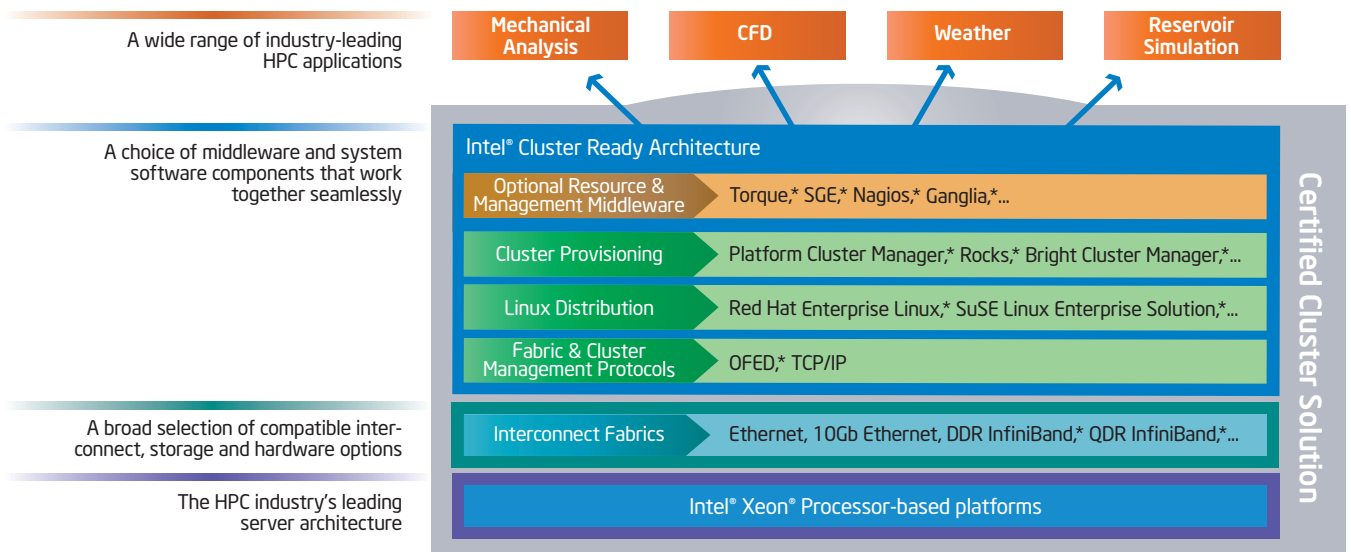 A wide range of industry-leading
HPC applications
Mechanical
Analysis
CFD
Weather
Reservoir
Simulation
A choice of middleware and system
software components that work
together seamlessly
Intel® Cluster Ready Architecture
Optional Resource &
Management Middleware
Torque,* SGE,* Nagios,* Ganglia,*...
Cluster Provisioning
Platform Cluster Manager,* Rocks,* Bright Cluster Manager,*...
Linux Distribution
Red Hat Enterprise Linux,* SuSE Linux Enterprise Solution,*...
Fabric & Cluster
Management Protocols
OFED,* TCP/IP
A broad selection of compatible inter-
connect, storage and hardware options
Interconnect Fabrics
Ethernet, 10Gb Ethernet, DDR InfiniBand,* QDR InfiniBand,*...
The HPC industry's leading
server architecture
Intel® Xeon® Processor-based platforms
Certified Cluster Solution